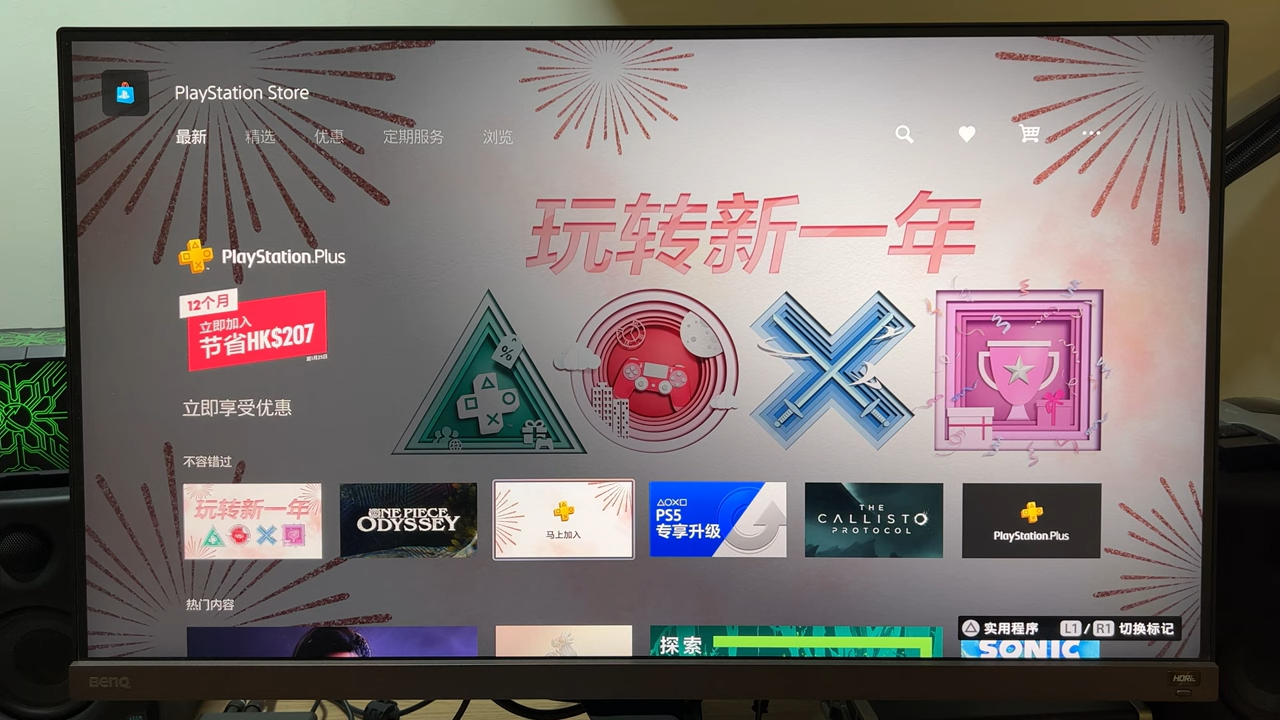 PlayStation Store
最新 精选 优惠 定期服务 浏览
玩转新一年
PlayStation.Plus
12个月
立即加入
节省HK$207
%
立即享受优惠
不容错过
玩转新一年
ONE PIECE
ODYSSEY
马上加入
PS5
专享升级
THE
CALLISTO
PROTOCOL
PlayStation.Plus
热门内容
实用程序 L1 / R1 切换标记
探索
SONIC
BENQ
HDRi